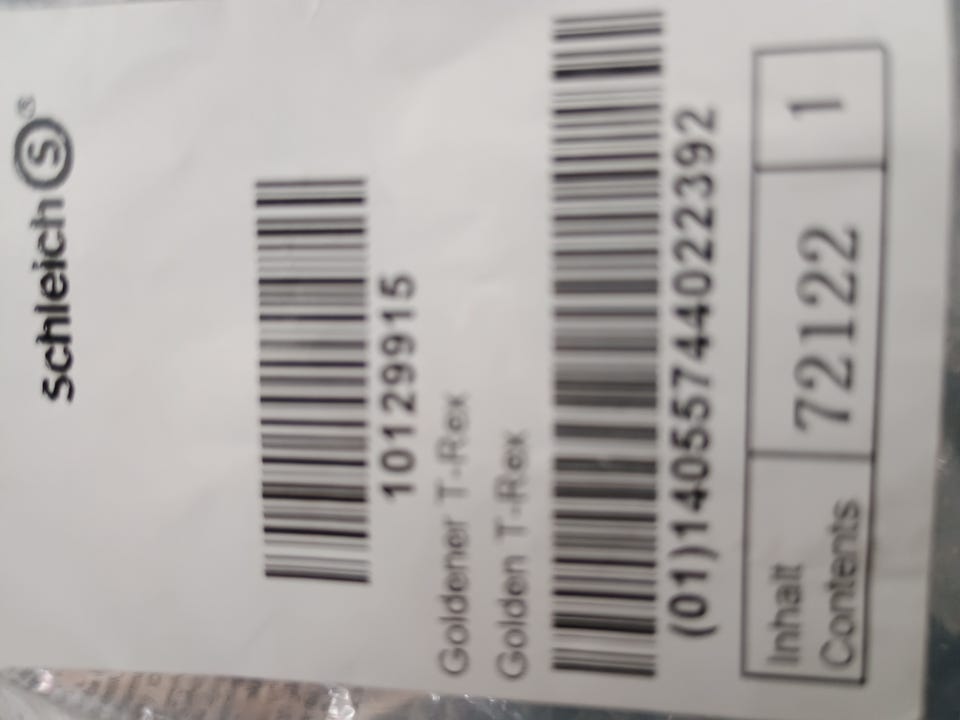 schleich S®
10129915
Goldener T-Rex
Golden T-Rex
(01)14055744022392
Inhalt 72122 1
Contents